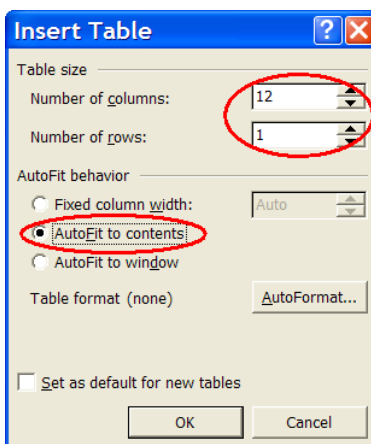 Insert Table ? X
Table size
Number of columns: 12
Number of rows: 1
AutoFit behavior
Fixed column width: Auto
AutoFit to contents
AutoFit to window
Table format (none) AutoFormat...
Set as default for new tables
OK Cancel